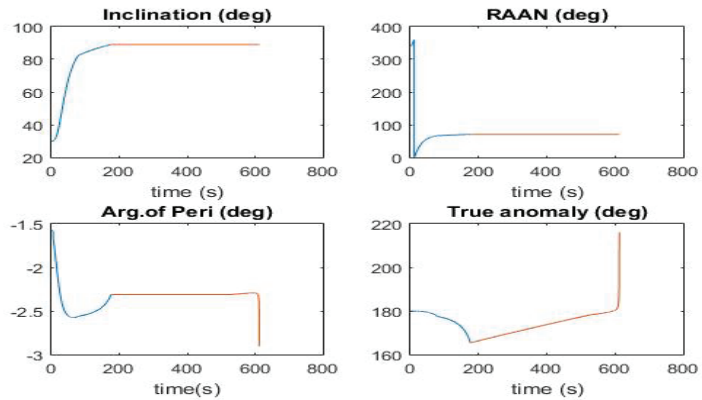 Inclination (deg)
100
80
60
40
20
0 200 400 600 800
time (s)
RAAN (deg)
400
300
200
100
0
0 200 400 600 800
time (s)
Arg.of Peri (deg)
-1.5
-2
-2.5
-3
0 200 400 600 800
time(s)
True anomaly (deg)
220
200
180
160
0 200 400 600 800
time (s)